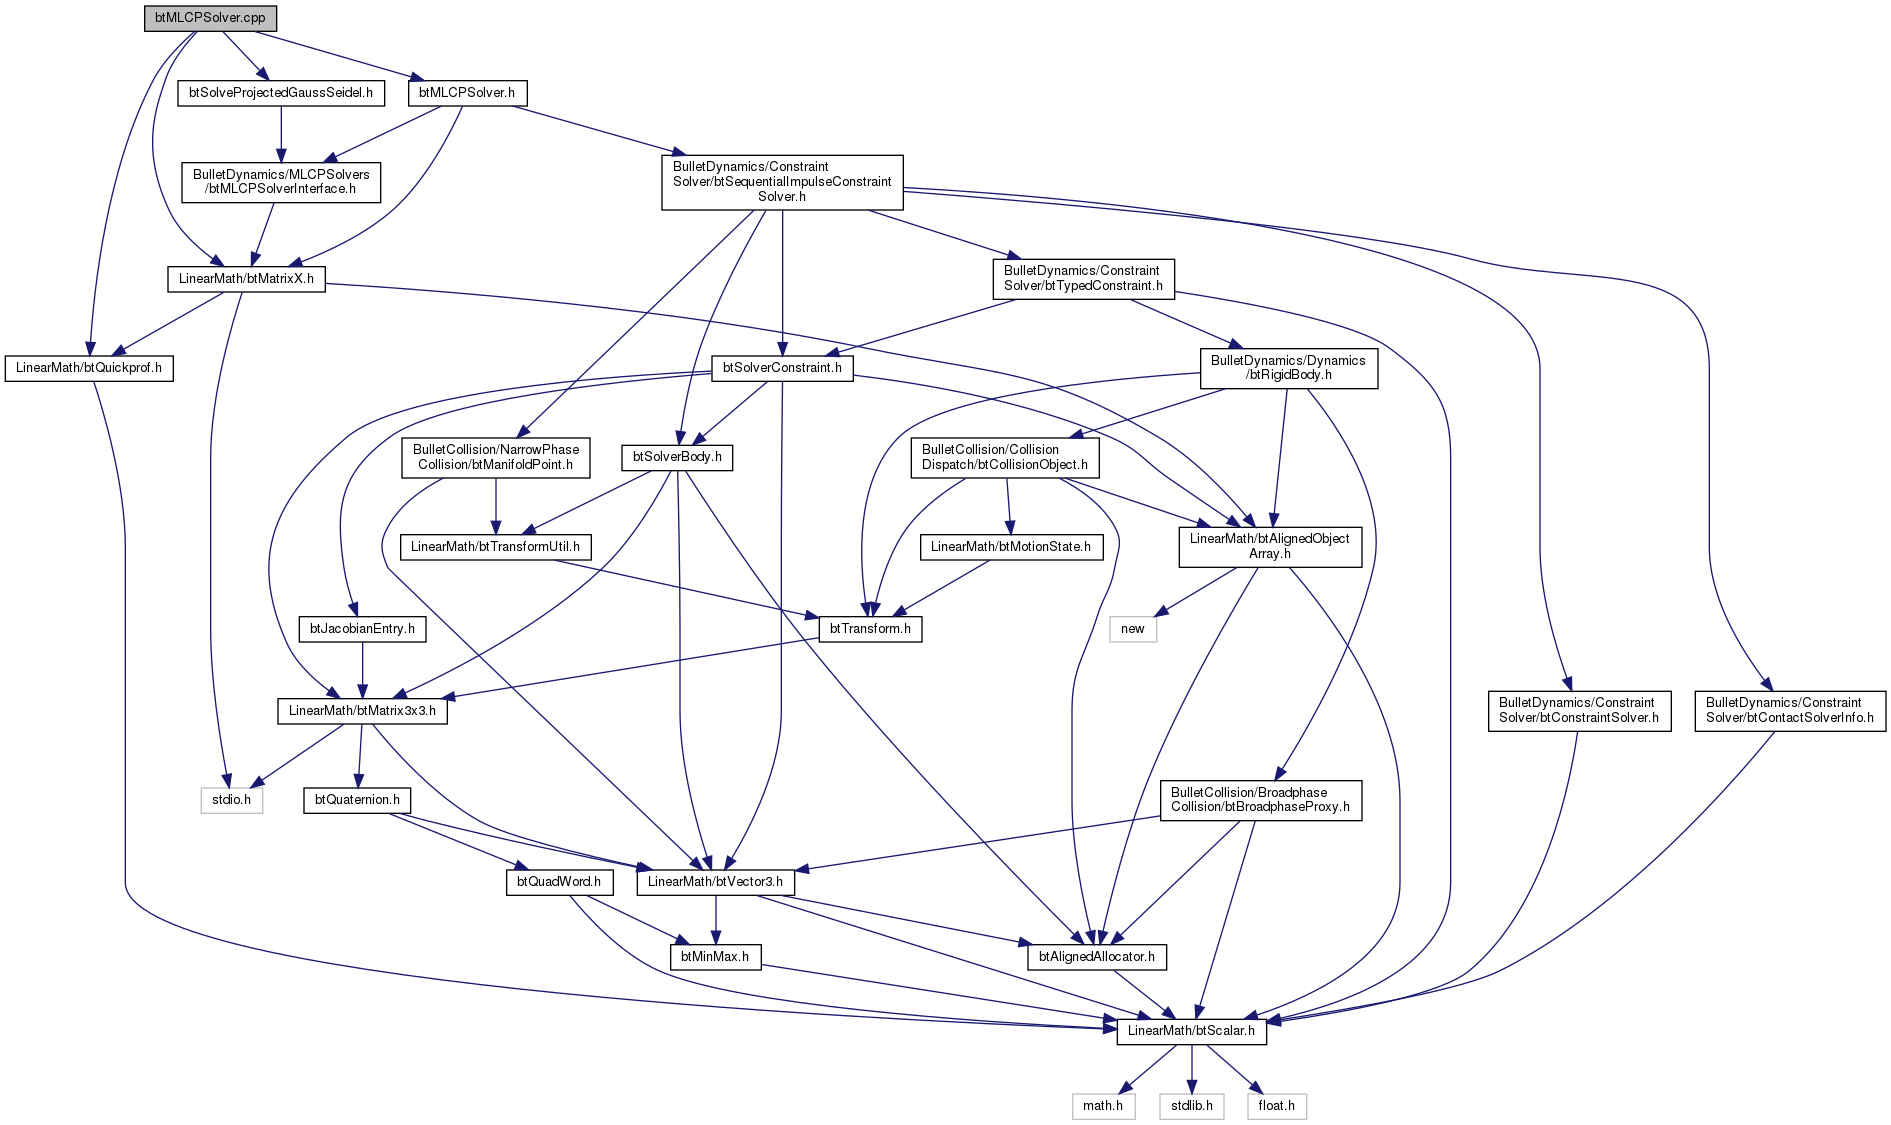 btMLCPSolver.cpp
btSolveProjectedGaussSeidel.h
btMLCPSolver.h
BulletDynamics/MLCPSolvers
/btMLCPSolverInterface.h
BulletDynamics/Constraint
Solver/btSequentialImpulseConstraint
Solver.h
LinearMath/btMatrixX.h
BulletDynamics/Constraint
Solver/btTypedConstraint.h
LinearMath/btQuickprof.h
btSolverConstraint.h
BulletDynamics/Dynamics
/btRigidBody.h
BulletCollision/NarrowPhase
Collision/btManifoldPoint.h
btSolverBody.h
BulletCollision/Collision
Dispatch/btCollisionObject.h
LinearMath/btTransformUtil.h
LinearMath/btMotionState.h
LinearMath/btAlignedObject
Array.h
btJacobianEntry.h
btTransform.h
new
LinearMath/btMatrix3x3.h
BulletDynamics/Constraint
Solver/btConstraintSolver.h
BulletDynamics/Constraint
Solver/btContactSolverInfo.h
stdio.h
btQuaternion.h
BulletCollision/Broadphase
Collision/btBroadphaseProxy.h
btQuadWord.h
LinearMath/btVector3.h
btMinMax.h
btAlignedAllocator.h
LinearMath/btScalar.h
math.h
stdlib.h
float.h